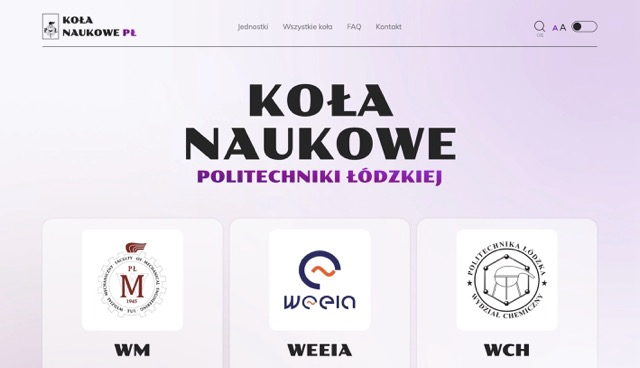 KOŁA
NAUKOWE PŁ
Jednostki
Wszystkie koła
FAQ
Kontakt
A A
KOŁA
NAUKOWE
POLITECHNIKI ŁÓDZKIEJ
WYDZIAŁ MECHANICZNY FACULTY OF MECHANICAL ENGINEERING TUL
PŁ
M
1945
weeia
POLITECHNIKA ŁÓDZKA
WYDZIAŁ CHEMICZNY
WM
WEEIA
WCH